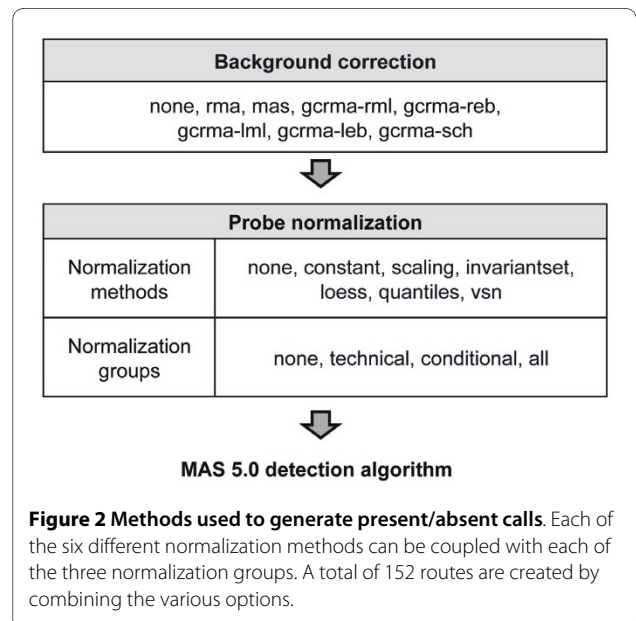 Background correction
none, rma, mas, gcrma-rml, gcrma-reb,
gcrma-lml, gcrma-leb, gcrma-sch
Probe normalization
Normalization
methods
none, constant, scaling, invariantset,
loess, quantiles, vsn
Normalization
groups
none, technical, conditional, all
MAS 5.0 detection algorithm
Figure 2 Methods used to generate present/absent calls. Each of
the six different normalization methods can be coupled with each of
the three normalization groups. A total of 152 routes are created by
combining the various options.